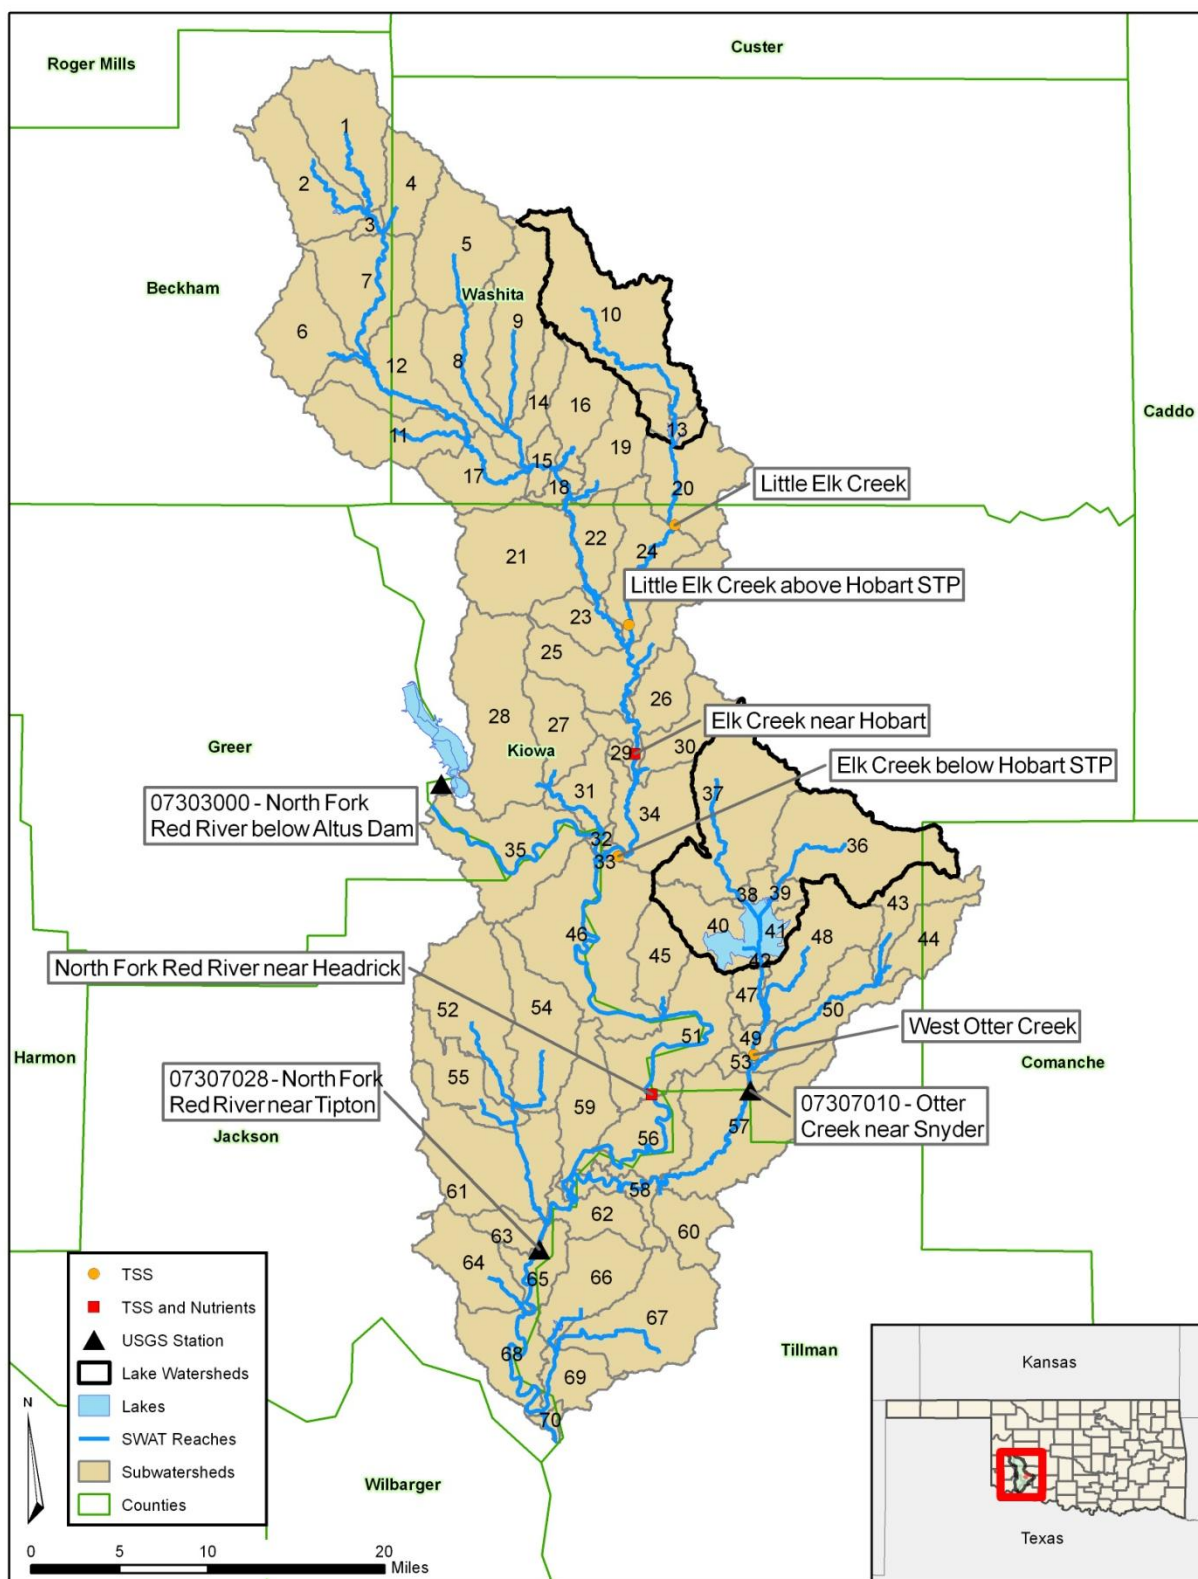 Custer
Roger Mills
1
2
4
3
5
Beckham
7
Washita
10
9
6
12
8
14
16
Caddo
13
11
19
15
17
18
20
Little Elk Creek
22
24
21
Little Elk Creek above Hobart STP
23
25
26
28
27
Elk Creek near Hobart
Greer
Kiowa
29
30
Elk Creek below Hobart STP
07303000 - North Fork
Red River below Altus Dam
31
37
34
32
35
33
36
38
39
43
40
41
46
48
44
45
42
North Fork Red River near Headrick
47
52
54
50
51
49
West Otter Creek
Harmon
53
Comanche
55
07307028 - North Fork
Red River near Tipton
59
07307010 - Otter
Creek near Snyder
Jackson
56
57
61
58
62
60
63
64
65
66
67
68
69
70
Tillman
Wilbarger
TSS
TSS and Nutrients
USGS Station
Lake Watersheds
Lakes
SWAT Reaches
Subwatersheds
Counties
N
0 5 10 20
Miles
Kansas
Texas